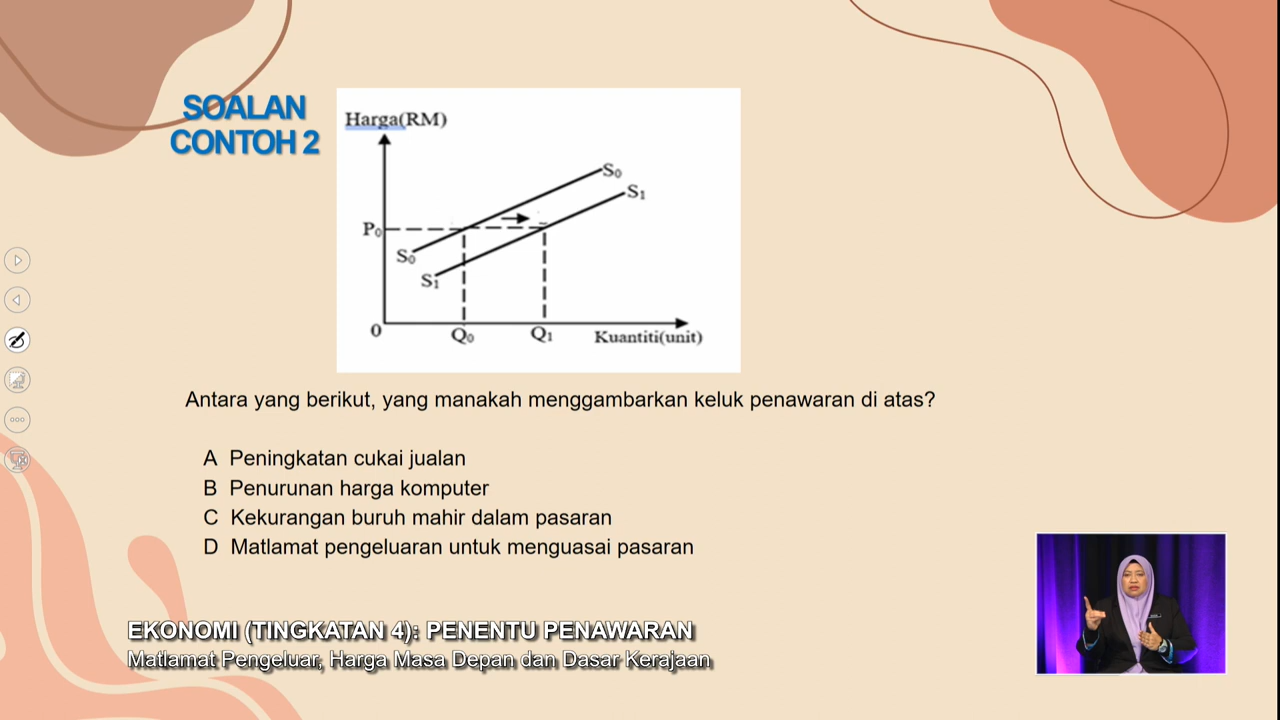 SOALAN
CONTOH 2
Harga(RM)
S0
S1
P0
S0
S1
0
Q0
Q1
Kuantiti(unit)
Antara yang berikut, yang manakah menggambarkan keluk penawaran di atas?
A Peningkatan cukai jualan
B Penurunan harga komputer
C Kekurangan buruh mahir dalam pasaran
D Matlamat pengeluaran untuk menguasai pasaran
EKONOMI (TINGKATAN 4): PENENTU PENAWARAN
Matlamat Pengeluar, Harga Masa Depan dan Dasar Kerajaan